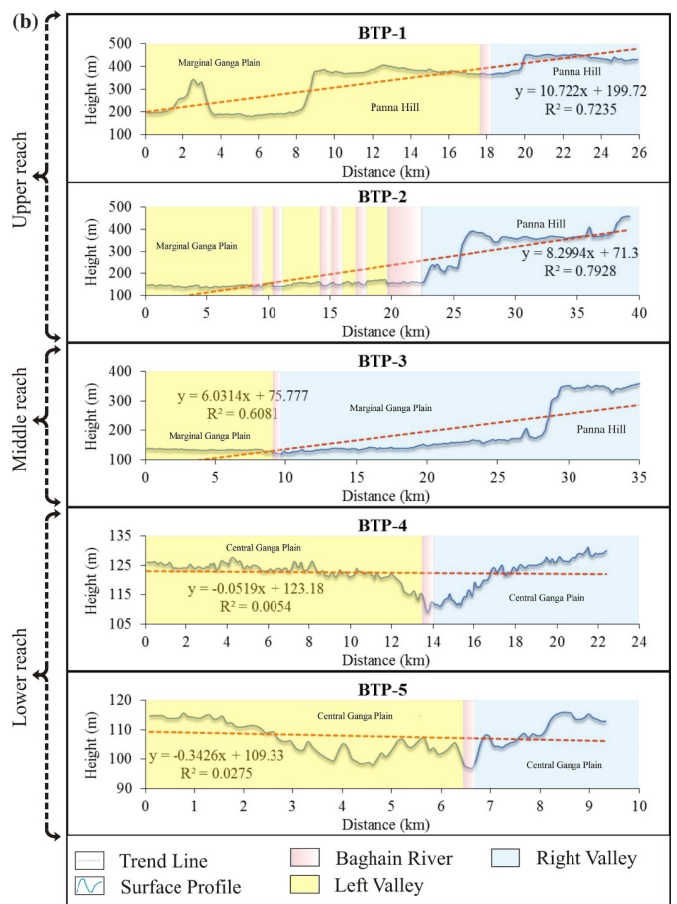 (b)
Upper reach
Middle reach
Lower reach
BTP-1
Height (m)
500
400
300
200
100
Marginal Ganga Plain
Panna Hill
Panna Hill
y = 10.722x + 199.72
R² = 0.7235
0 2 4 6 8 10 12 14 16 18 20 22 24 26
Distance (km)
BTP-2
Height (m)
500
400
300
200
100
Marginal Ganga Plain
Panna Hill
y = 8.2994x + 71.3
R² = 0.7928
0 5 10 15 20 25 30 35 40
Distance (km)
BTP-3
Height (m)
400
300
200
100
y = 6.0314x + 75.777
R² = 0.6081
Marginal Ganga Plain
Marginal Ganga Plain
Panna Hill
0 5 10 15 20 25 30 35
Distance (km)
BTP-4
Height (m)
135
125
115
105
Central Ganga Plain
y = -0.0519x + 123.18
R² = 0.0054
Central Ganga Plain
0 2 4 6 8 10 12 14 16 18 20 22 24
Distance (km)
BTP-5
Height (m)
120
110
100
90
Central Ganga Plain
y = -0.3426x + 109.33
R² = 0.0275
Central Ganga Plain
0 1 2 3 4 5 6 7 8 9 10
Distance (km)
Trend Line
Baghain River
Right Valley
Surface Profile
Left Valley